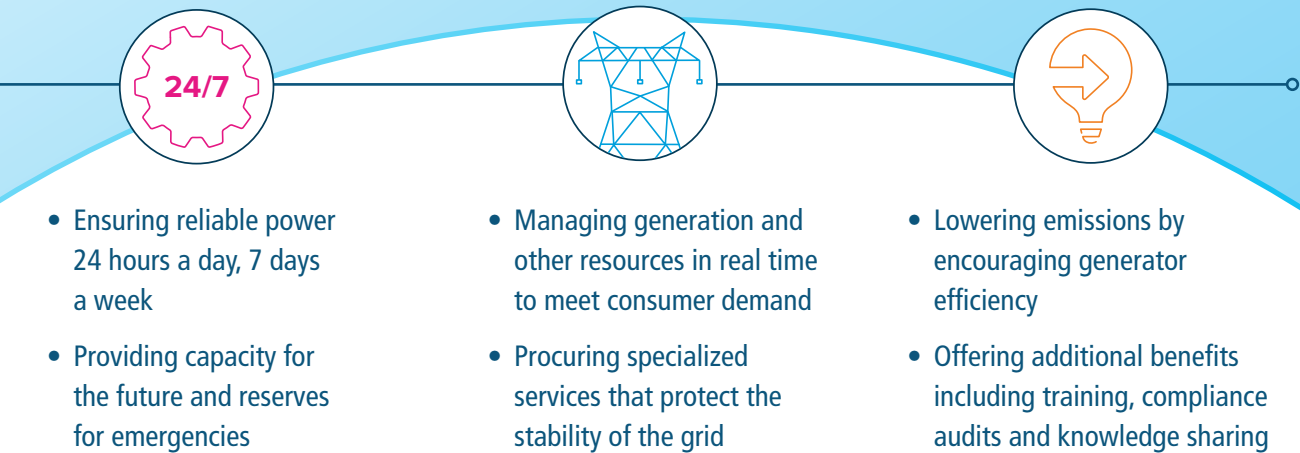 24/7
• Ensuring reliable power
24 hours a day, 7 days
a week
• Providing capacity for
the future and reserves
for emergencies
• Managing generation and
other resources in real time
to meet consumer demand
• Procuring specialized
services that protect the
stability of the grid
• Lowering emissions by
encouraging generator
efficiency
• Offering additional benefits
including training, compliance
audits and knowledge sharing